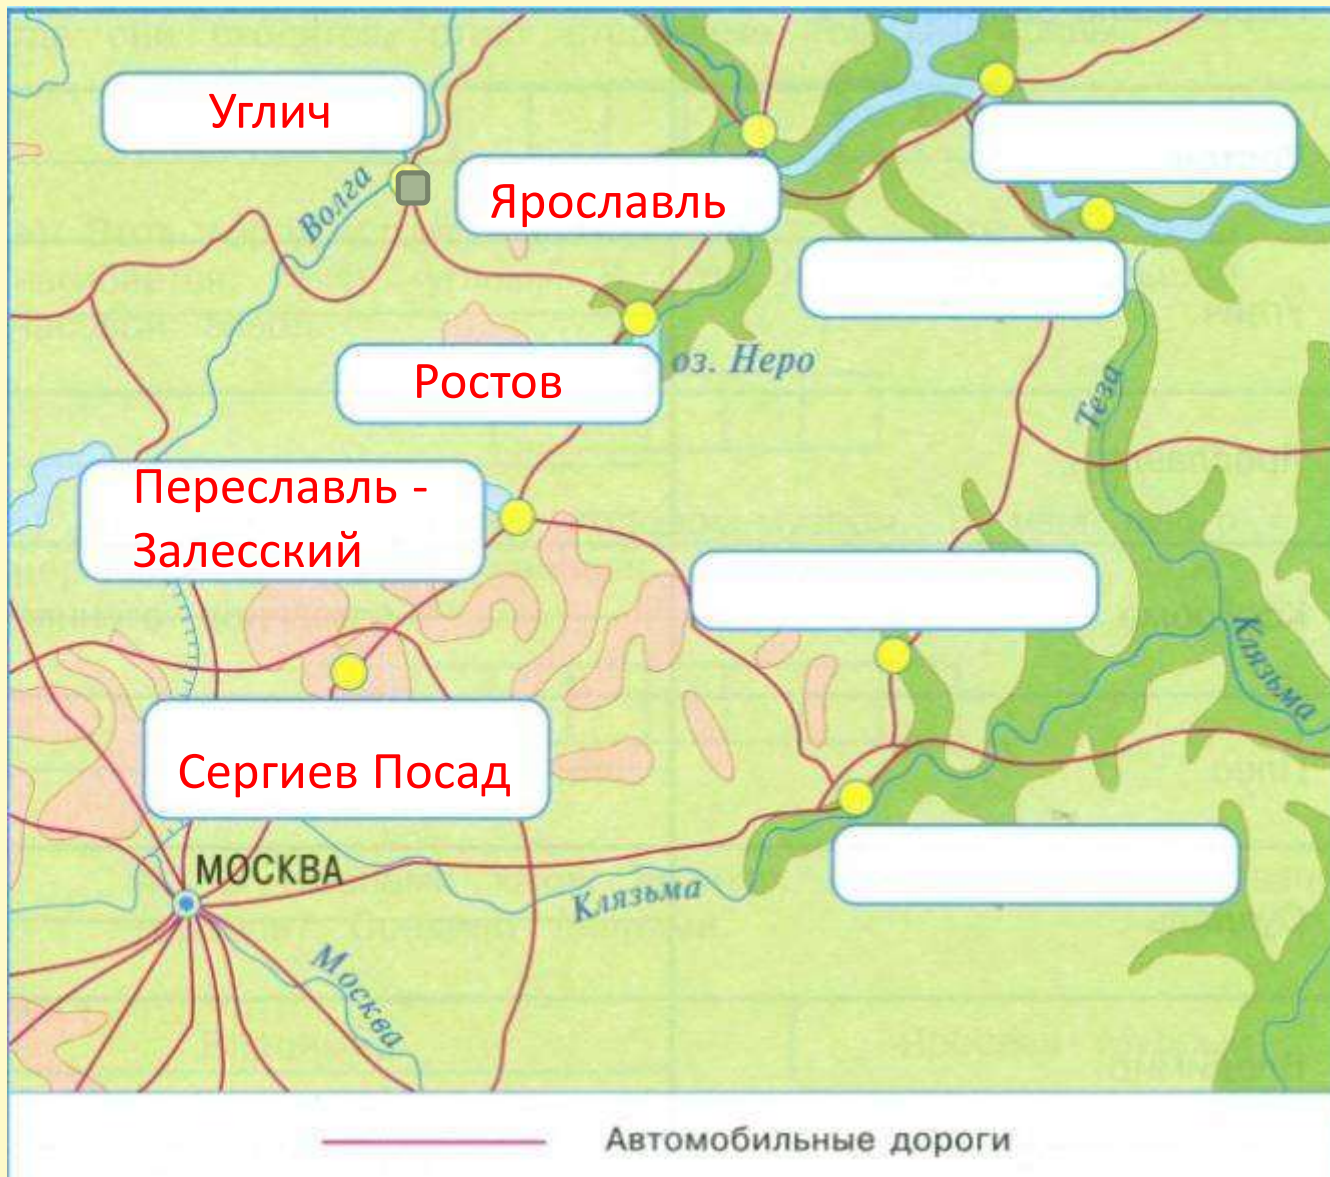 Углич
Волга
Ярославль
Ростов
оз. Неро
Теза
Переславль -
Залесский
Клязьма
Сергиев Посад
МОСКВА
Клязьма
Москва
Автомобильные дороги